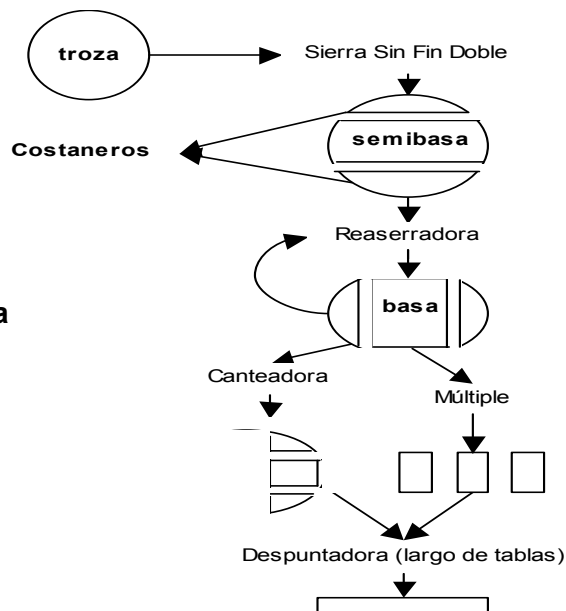 troza
Sierra Sin Fin Doble
semibasa
Costaneros
Reaserradora
basa
a
Canteadora
Múltiple
Despuntadora (largo de tablas)